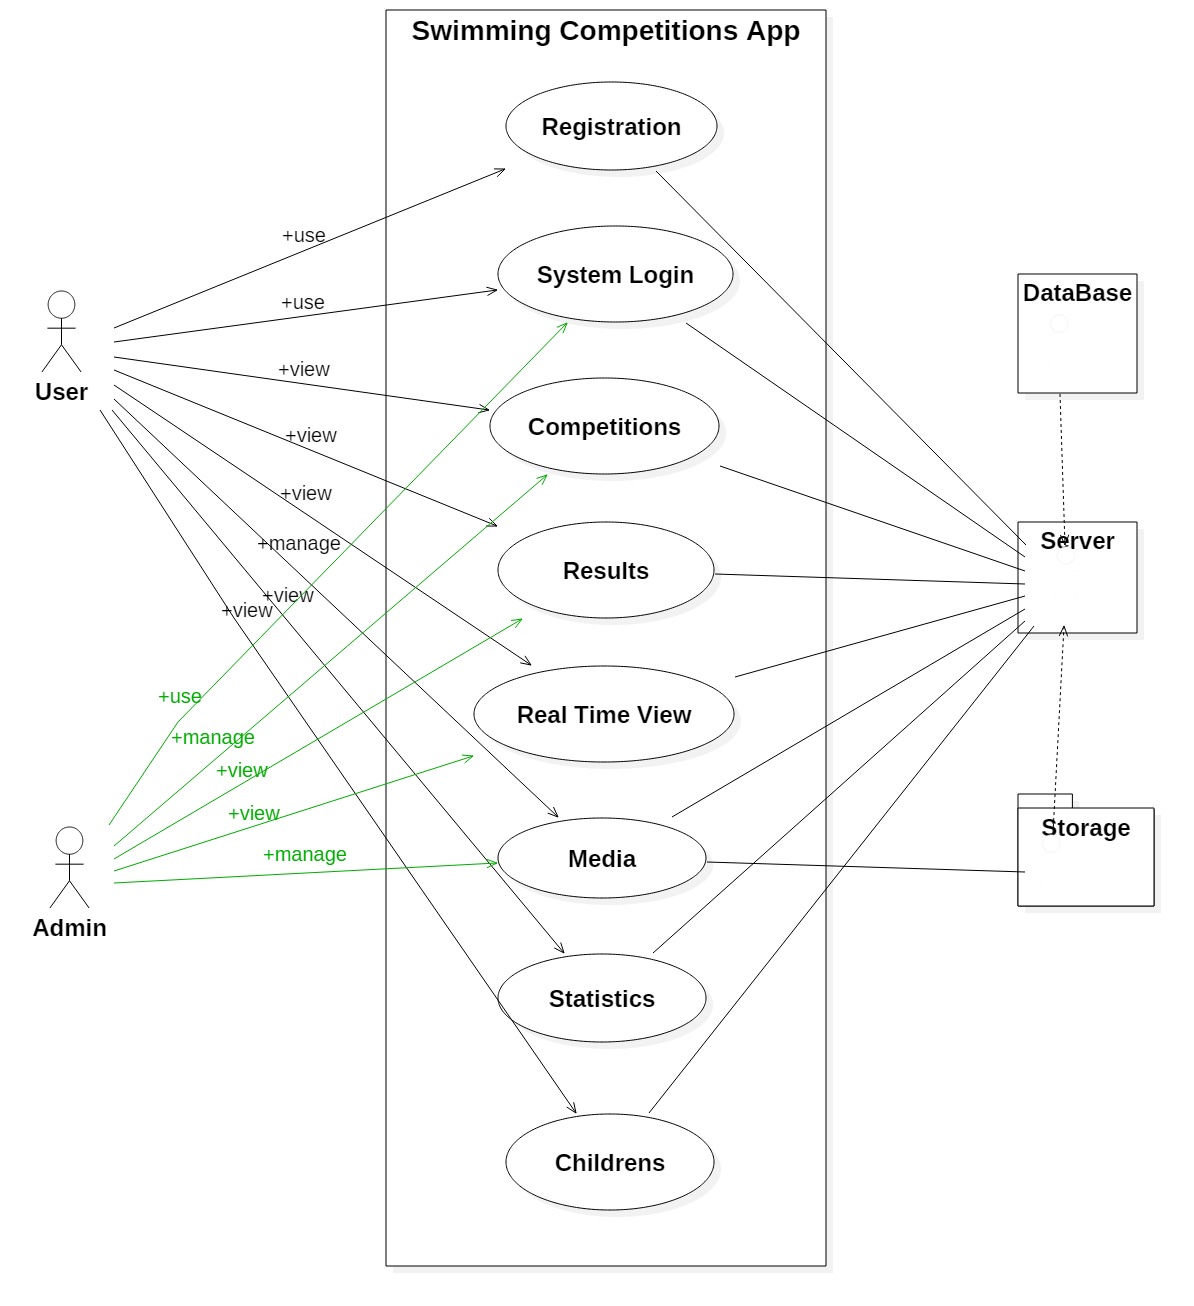 Swimming Competitions App
Registration
+use
System Login
DataBase
+use
+view
User
Competitions
+view
+view
+manage
Server
Results
+view
+view
+use
Real Time View
+manage
+view
+view
Storage
+manage
Media
Admin
Statistics
Childrens